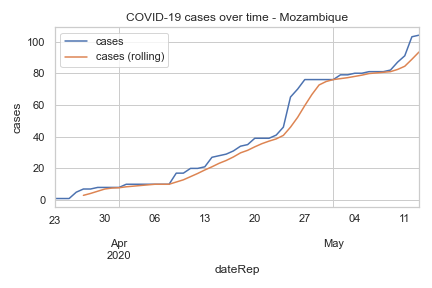 COVID-19 cases over time - Mozambique
cases
cases (rolling)
100
80
60
40
20
0
cases
23 30 06 13 20 27 04 11
Apr May
2020
dateRep